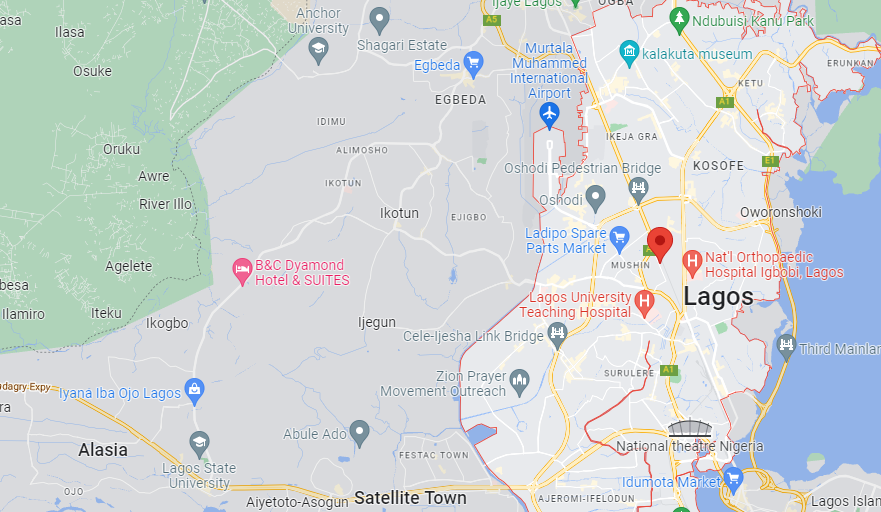 OGBA
Ijaye Lagos
Anchor
University
A5
Ndubuisi Kanu Park
asa
Ilasa
Shagari Estate
Murtala
Muhammed
International
Airport
kalakuta museum
Osuke
Egbeda
ERUNKAN
KETU
EGBEDA
A1
IDIMU
IKEJA GRA
Oruku
ALIMOSHO
E1
Oshodi Pedestrian Bridge
KOSOFE
Awre
IKOTUN
River Illo
Oshodi
Ikotun
EJIGBO
Oworonshoki
Ladipo Spare
Parts Market
Agelete
B&C Dyamond
Hotel & SUITES
MUSHIN
Nat'l Orthopaedic
Hospital Igbobi, Lagos
besa
Lagos
Lagos University
Teaching Hospital
Ilamiro
Iteku
Ikogbo
Ijegun
Cele-Ijesha Link Bridge
Third Mainlar
A1
SURULERE
Zion Prayer
Movement Outreach
dagry Expy
Iyana Iba Ojo Lagos
ra
Abule Ado
Alasia
National theatre Nigeria
FESTAC TOWN
Lagos State
University
Idumota Market
OJO
Aiyetoto-Asogun
Satellite Town
AJEROMI-IFELODUN
Lagos Islan